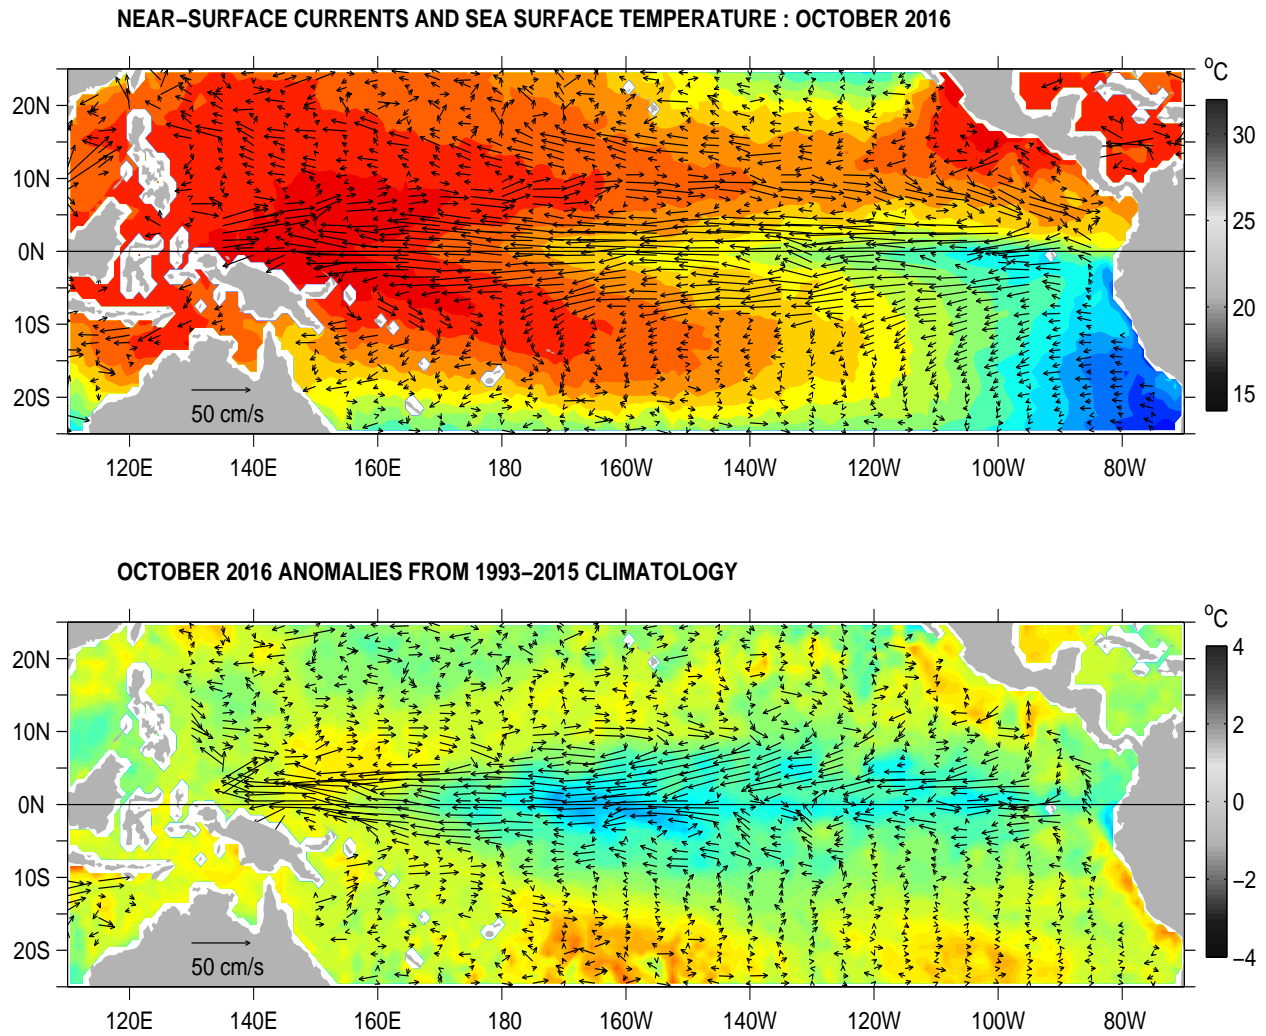 NEAR−SURFACE CURRENTS AND SEA SURFACE TEMPERATURE : OCTOBER 2016
oC
20N
10N
0N
10S
20S
30
25
20
15
50 cm/s
120E 140E 160E 180 160W 140W 120W 100W 80W
OCTOBER 2016 ANOMALIES FROM 1993−2015 CLIMATOLOGY
oC
20N
10N
0N
10S
20S
4
2
0
−2
−4
50 cm/s
120E 140E 160E 180 160W 140W 120W 100W 80W